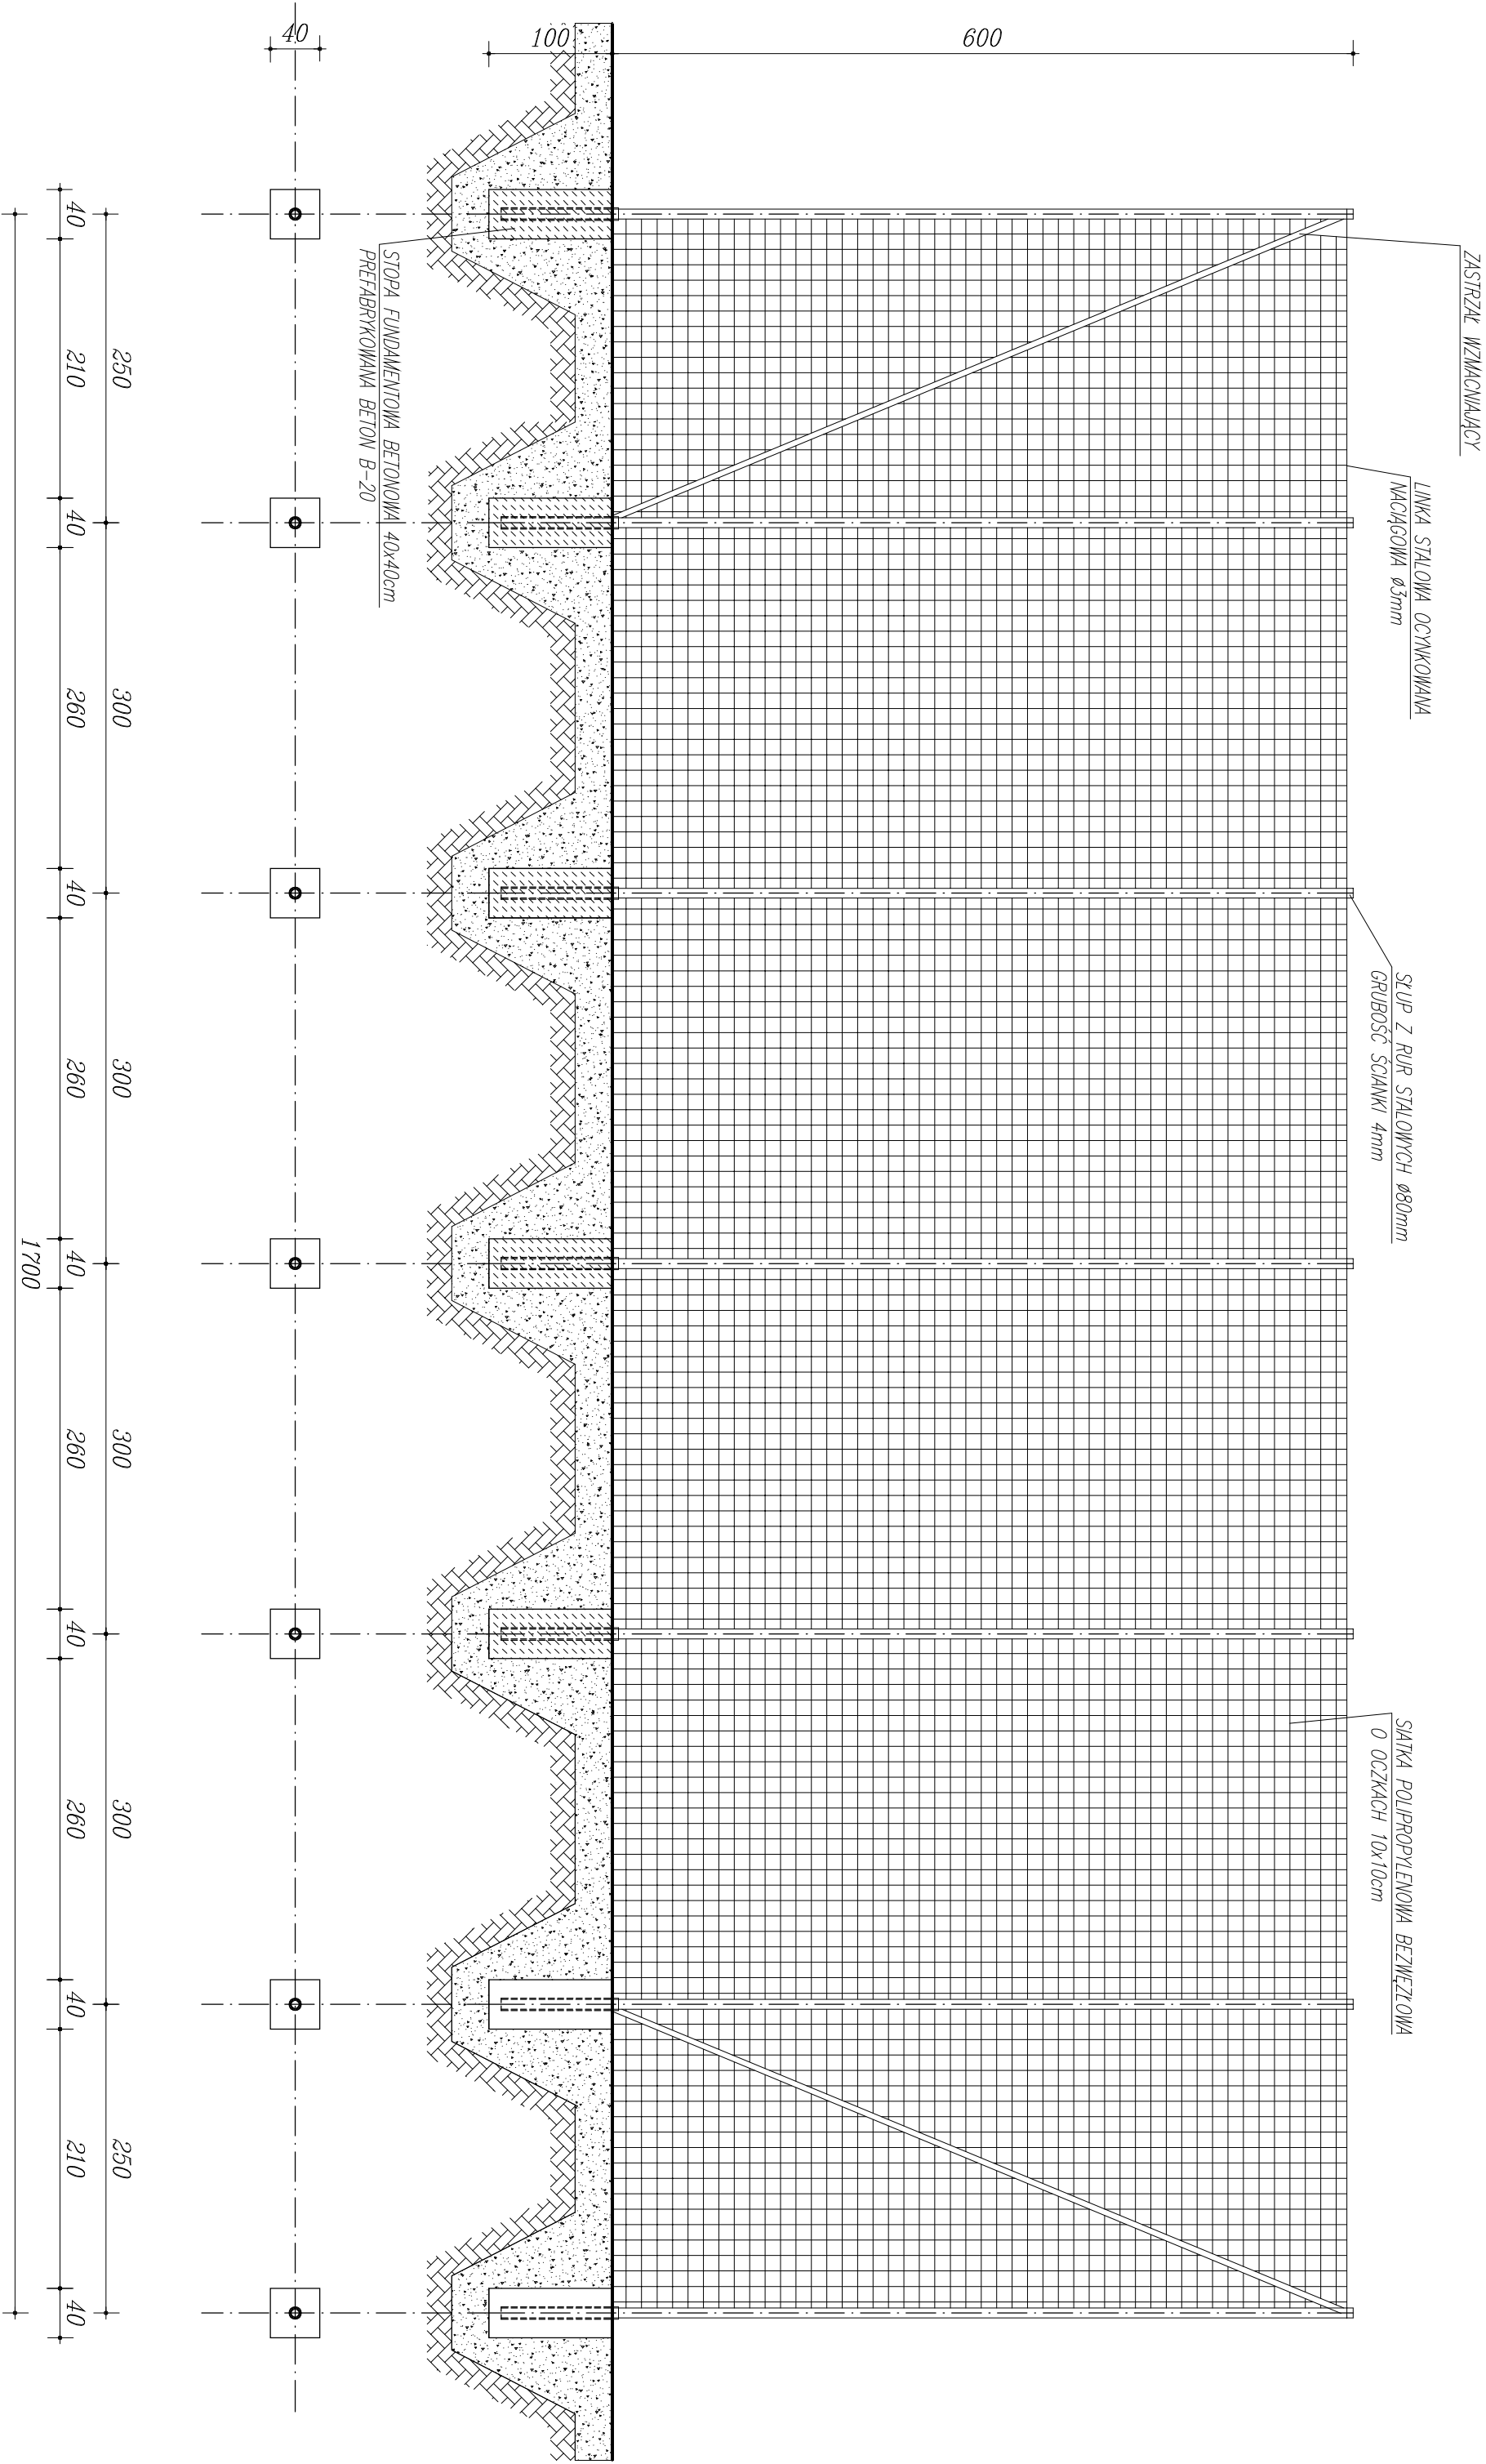 ZASTRZAŁ WZMACNIAJĄCY
LINKA STALOWA OCYNKOWANA
NACIĄGOWA ø3mm
SŁUP Z RUR STALOWYCH ø80mm
GRUBOŚĆ ŚCIANKI 4mm
SIATKA POLIPROPYLENOWA BEZWĘZŁOWA
O OCZKACH 10x10cm
600
100
STOPA FUNDAMENTOWA BETONOWA 40x40cm
PREFABRYKOWANA BETON B-20
40
250 300 300 300 300 250
40 210 40 260 40 260 40 260 40 260 40 210 40
1700